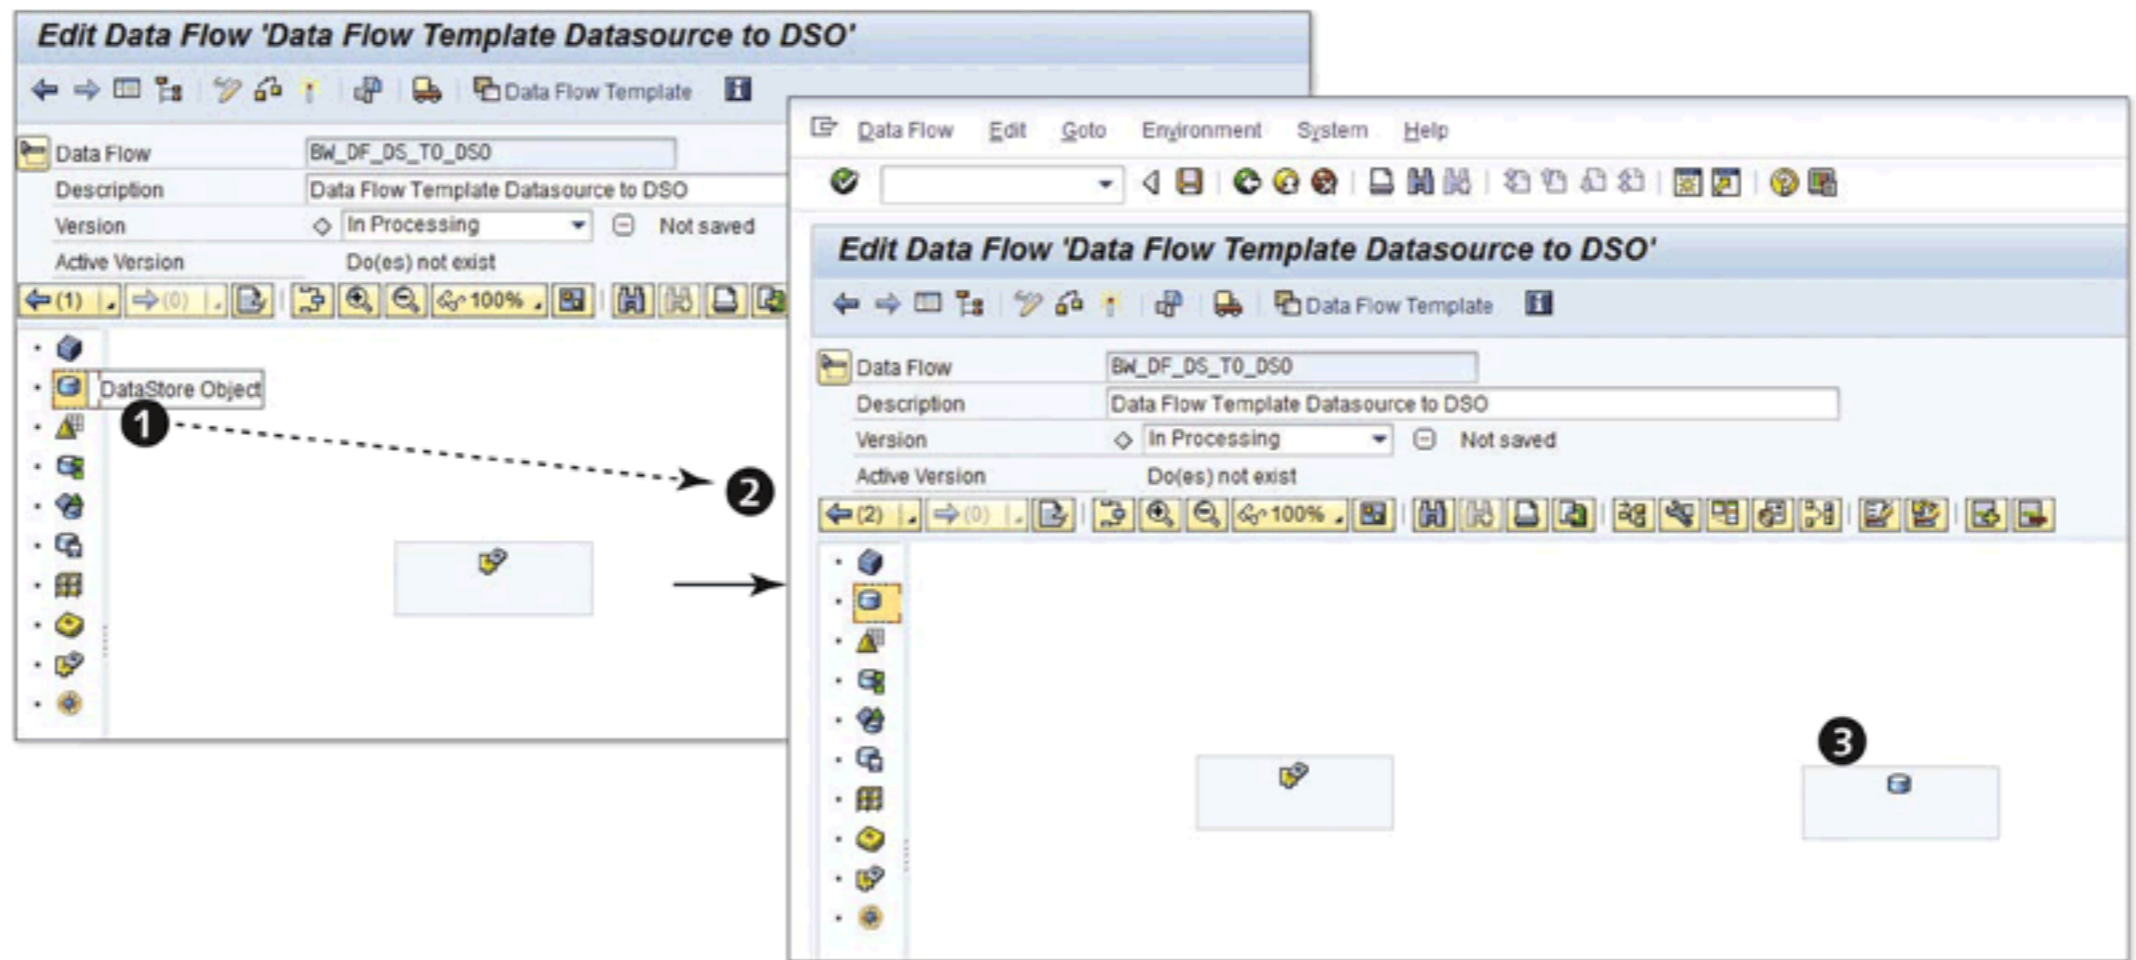 Edit Data Flow 'Data Flow Template Datasource to DSO'
Data Flow Template
Data Flow BW_DF_DS_TO_DSO
Description Data Flow Template Datasource to DSO
Version In Processing Not saved
Active Version Do(es) not exist
(1) (0) 100%
DataStore Object
1
2
Data Flow Edit Goto Environment System Help
Edit Data Flow 'Data Flow Template Datasource to DSO'
Data Flow Template
Data Flow BW_DF_DS_TO_DSO
Description Data Flow Template Datasource to DSO
Version In Processing Not saved
Active Version Do(es) not exist
(2) (0) 100%
3